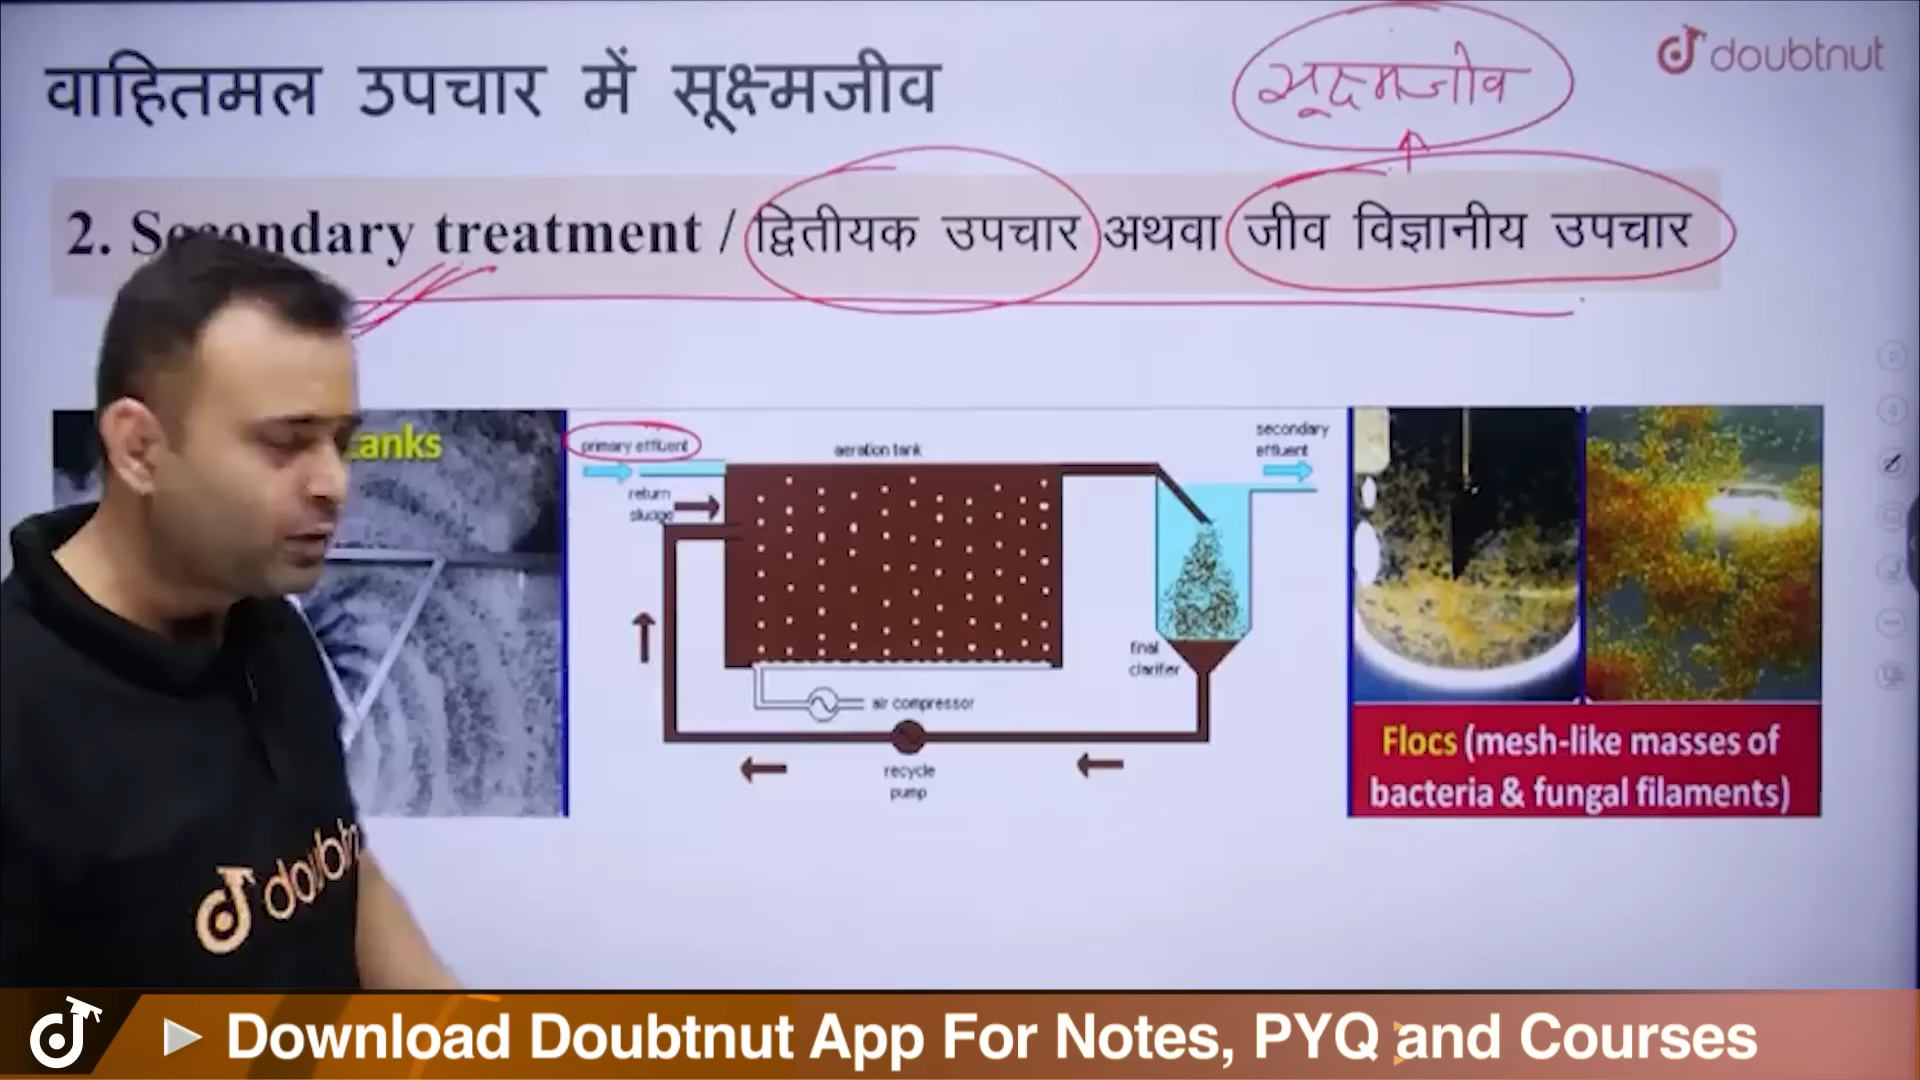 वाहितमल उपचार में सूक्ष्मजीव
सूक्ष्मजीव
doubtnut
2. Secondary treatment / द्वितीयक उपचार अथवा जीव विज्ञानीय उपचार
tanks
primary effluent
return
sludge
aeration tank
secondary
effluent
final
clarifer
air compressor
recycle
pump
Flocs (mesh-like masses of
bacteria & fungal filaments)
doubtn
Download Doubtnut App For Notes, PYQ and Courses